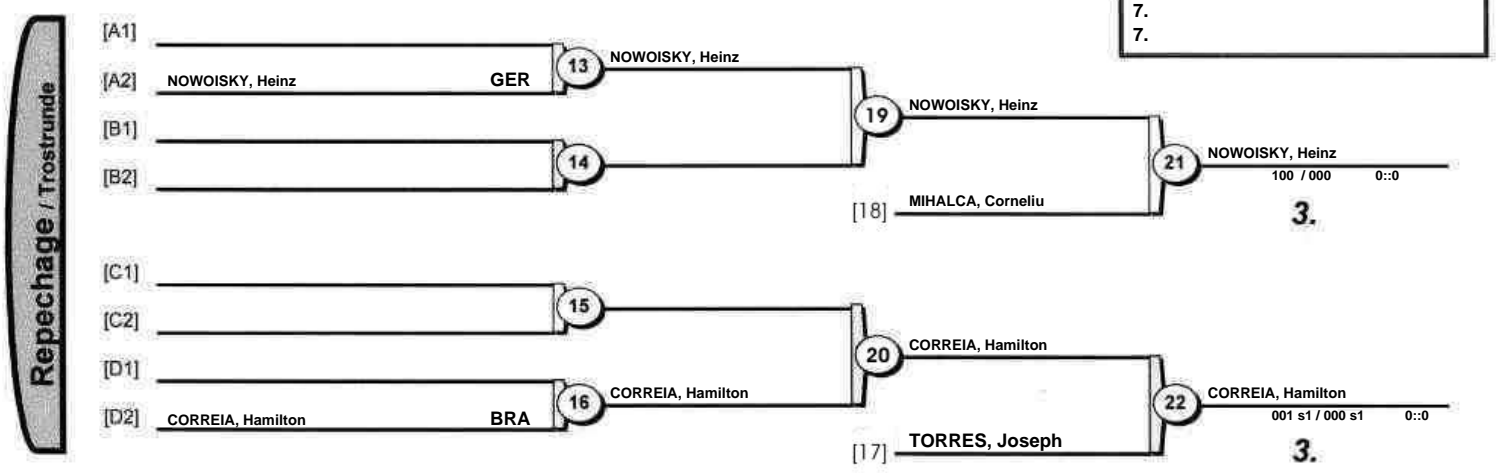 7.
7.
Repechage / Trostrunde
[A1]
[A2] NOWOISKY, Heinz GER
13 NOWOISKY, Heinz
[B1]
[B2]
14
19 NOWOISKY, Heinz
[18] MIHALCA, Corneliu
21 NOWOISKY, Heinz
100 / 000 0::0
3.
[C1]
[C2]
15
[D1]
[D2] CORREIA, Hamilton BRA
16 CORREIA, Hamilton
20 CORREIA, Hamilton
[17] TORRES, Joseph
22 CORREIA, Hamilton
001 s1 / 000 s1 0::0
3.